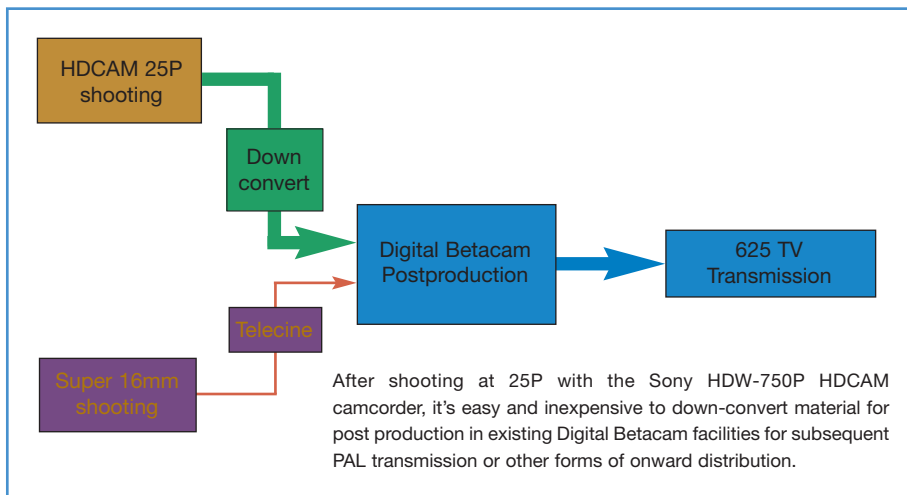 HDCAM 25P
shooting
Down
convert
Digital Betacam
Postproduction
625 TV
Transmission
Telecine
Super 16mm
shooting
After shooting at 25P with the Sony HDW-750P HDCAM
camcorder, it's easy and inexpensive to down-convert material for
post production in existing Digital Betacam facilities for subsequent
PAL transmission or other forms of onward distribution.